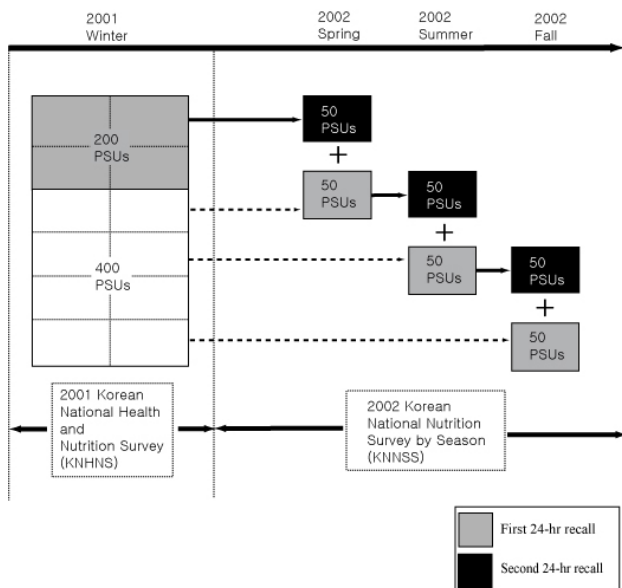 2001
Winter
2002
Spring
2002
Summer
2002
Fall
200
PSUs
400
PSUs
50
PSUs
+
50
PSUs
50
PSUs
+
50
PSUs
50
PSUs
+
50
PSUs
2001 Korean
National Health
and
Nutrition Survey
(KNHNS)
2002 Korean
National Nutrition
Survey by Season
(KNNSS)
First 24-hr recall
Second 24-hr recall